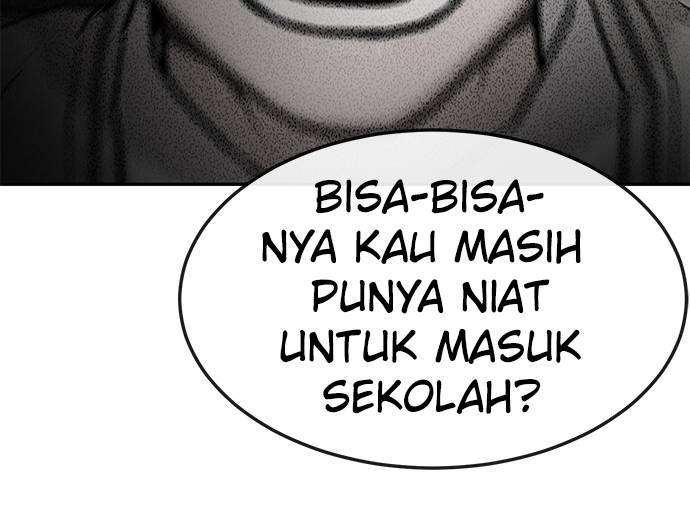 BISA-BISA-
NYA KAU MASIH
PUNYA NIAT
UNTUK MASUK
SEKOLAH?